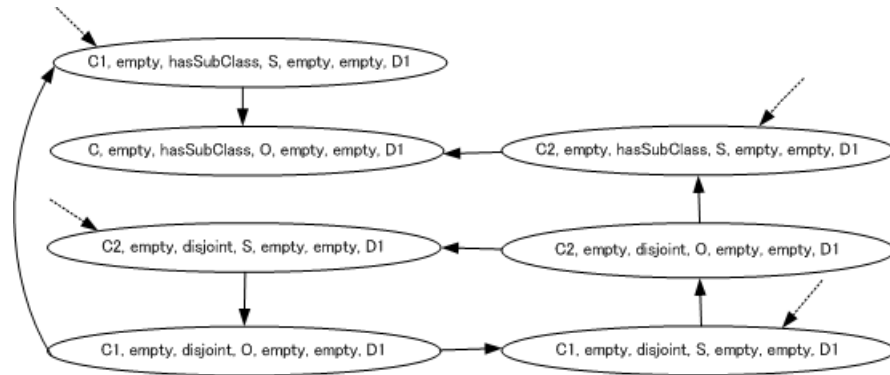 C1, empty, hasSubClass, S, empty, empty, D1
C, empty, hasSubClass, O, empty, empty, D1
C2, empty, hasSubClass, S, empty, empty, D1
C2, empty, disjoint, S, empty, empty, D1
C2, empty, disjoint, O, empty, empty, D1
C1, empty, disjoint, O, empty, empty, D1
C1, empty, disjoint, S, empty, empty, D1